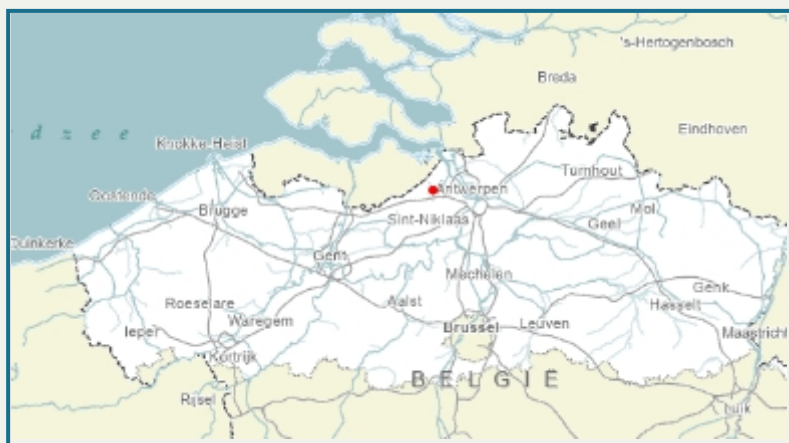 's-Hertogenbosch
Breda
Eindhoven
d z e e
Knokke-Heist
Turnhout
Oostende
Antwerpen
Brugge
Mol
Sint-Niklaas
Geel
Duinkerke
Gent
Mechelen
Genk
Roeselare
Aalst
Hasselt
Waregem
Brussel
Leuven
Ieper
Maastricht
Kortrijk
BELGIË
Rijsel
Luik